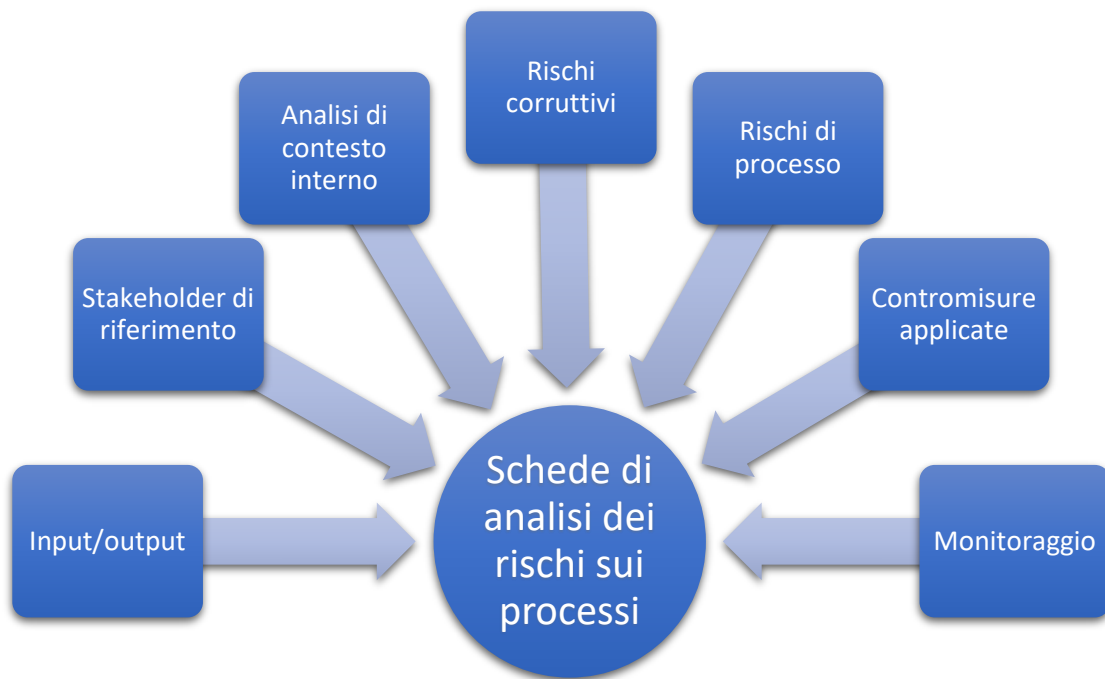 Input/output
Stakeholder di
riferimento
Analisi di
contesto
interno
Rischi
corruttivi
Rischi di
processo
Contromisure
applicate
Monitoraggio
Schede di
analisi dei
rischi sui
processi